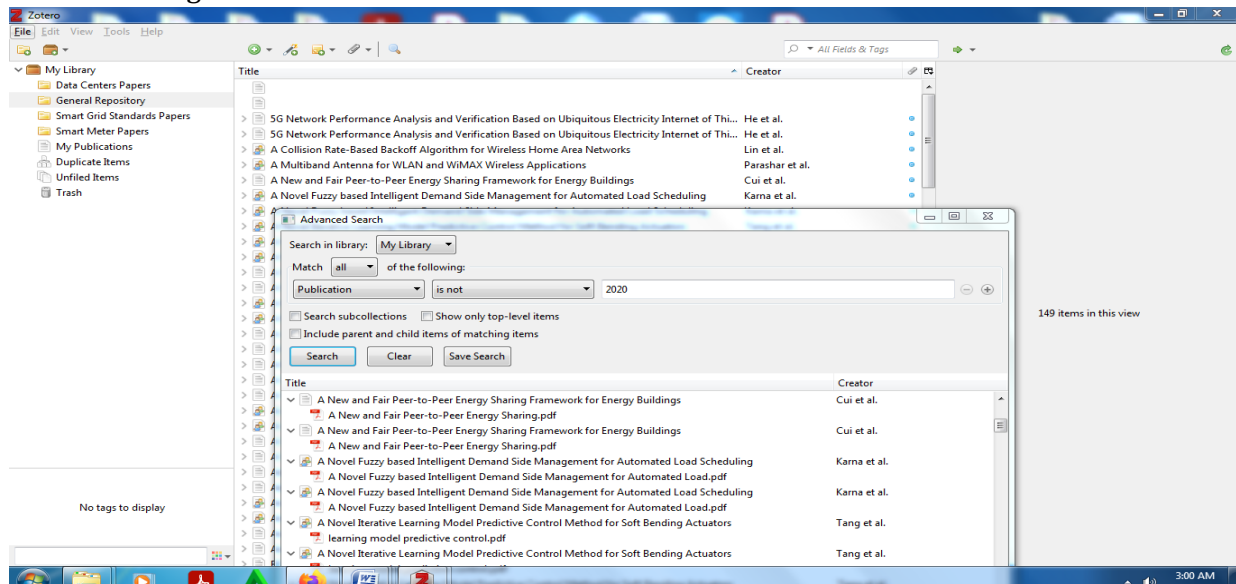 Zotero
File Edit View Tools Help
All Fields & Tags
My Library
Data Centers Papers
General Repository
Smart Grid Standards Papers
Smart Meter Papers
My Publications
Duplicate Items
Unfiled Items
Trash
No tags to display
Title Creator
5G Network Performance Analysis and Verification Based on Ubiquitous Electricity Internet of Thi... He et al.
5G Network Performance Analysis and Verification Based on Ubiquitous Electricity Internet of Thi... He et al.
A Collision Rate-Based Backoff Algorithm for Wireless Home Area Networks Lin et al.
A Multiband Antenna for WLAN and WiMAX Wireless Applications Parashar et al.
A New and Fair Peer-to-Peer Energy Sharing Framework for Energy Buildings Cui et al.
A Novel Fuzzy based Intelligent Demand Side Management for Automated Load Scheduling Karna et al.
Advanced Search
Search in library: My Library
Match all of the following:
Publication is not 2020
Search subcollections Show only top-level items
Include parent and child items of matching items
Search Clear Save Search
Title Creator
A New and Fair Peer-to-Peer Energy Sharing Framework for Energy Buildings Cui et al.
A New and Fair Peer-to-Peer Energy Sharing.pdf
A New and Fair Peer-to-Peer Energy Sharing Framework for Energy Buildings Cui et al.
A New and Fair Peer-to-Peer Energy Sharing.pdf
A Novel Fuzzy based Intelligent Demand Side Management for Automated Load Scheduling Karna et al.
A Novel Fuzzy based Intelligent Demand Side Management for Automated Load.pdf
A Novel Fuzzy based Intelligent Demand Side Management for Automated Load Scheduling Karna et al.
A Novel Fuzzy based Intelligent Demand Side Management for Automated Load.pdf
A Novel Iterative Learning Model Predictive Control Method for Soft Bending Actuators Tang et al.
learning model predictive control.pdf
A Novel Iterative Learning Model Predictive Control Method for Soft Bending Actuators Tang et al.
149 items in this view
3:00 AM